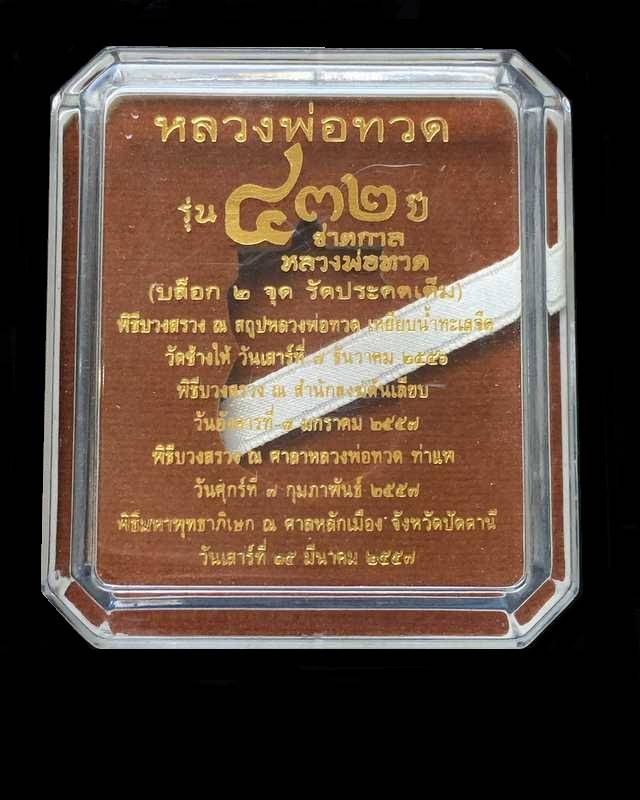 หลวงพ่อทวด
รุ่น ๔๓๒ ปี
ชาตกาล
หลวงพ่อทวด
(บล็อก ๒ จุด รัดประคดเต็ม)
พิธีบวงสรวง ณ สถูปหลวงพ่อทวด เหยียบน้ำทะเลจืด
วัดช้างให้ วันเสาร์ที่ ๗ ธันวาคม ๒๕๕๖
พิธีบวงสรวง ณ สำนักสงฆ์ต้นเลียบ
วันอังคารที่ ๗ มกราคม ๒๕๕๗
พิธีบวงสรวง ณ ศาลาหลวงพ่อทวด ท่าแพ
วันศุกร์ที่ ๗ กุมภาพันธ์ ๒๕๕๗
พิธีมหาพุทธาภิเษก ณ ศาลหลักเมือง จังหวัดปัตตานี
วันเสาร์ที่ ๑๕ มีนาคม ๒๕๕๗